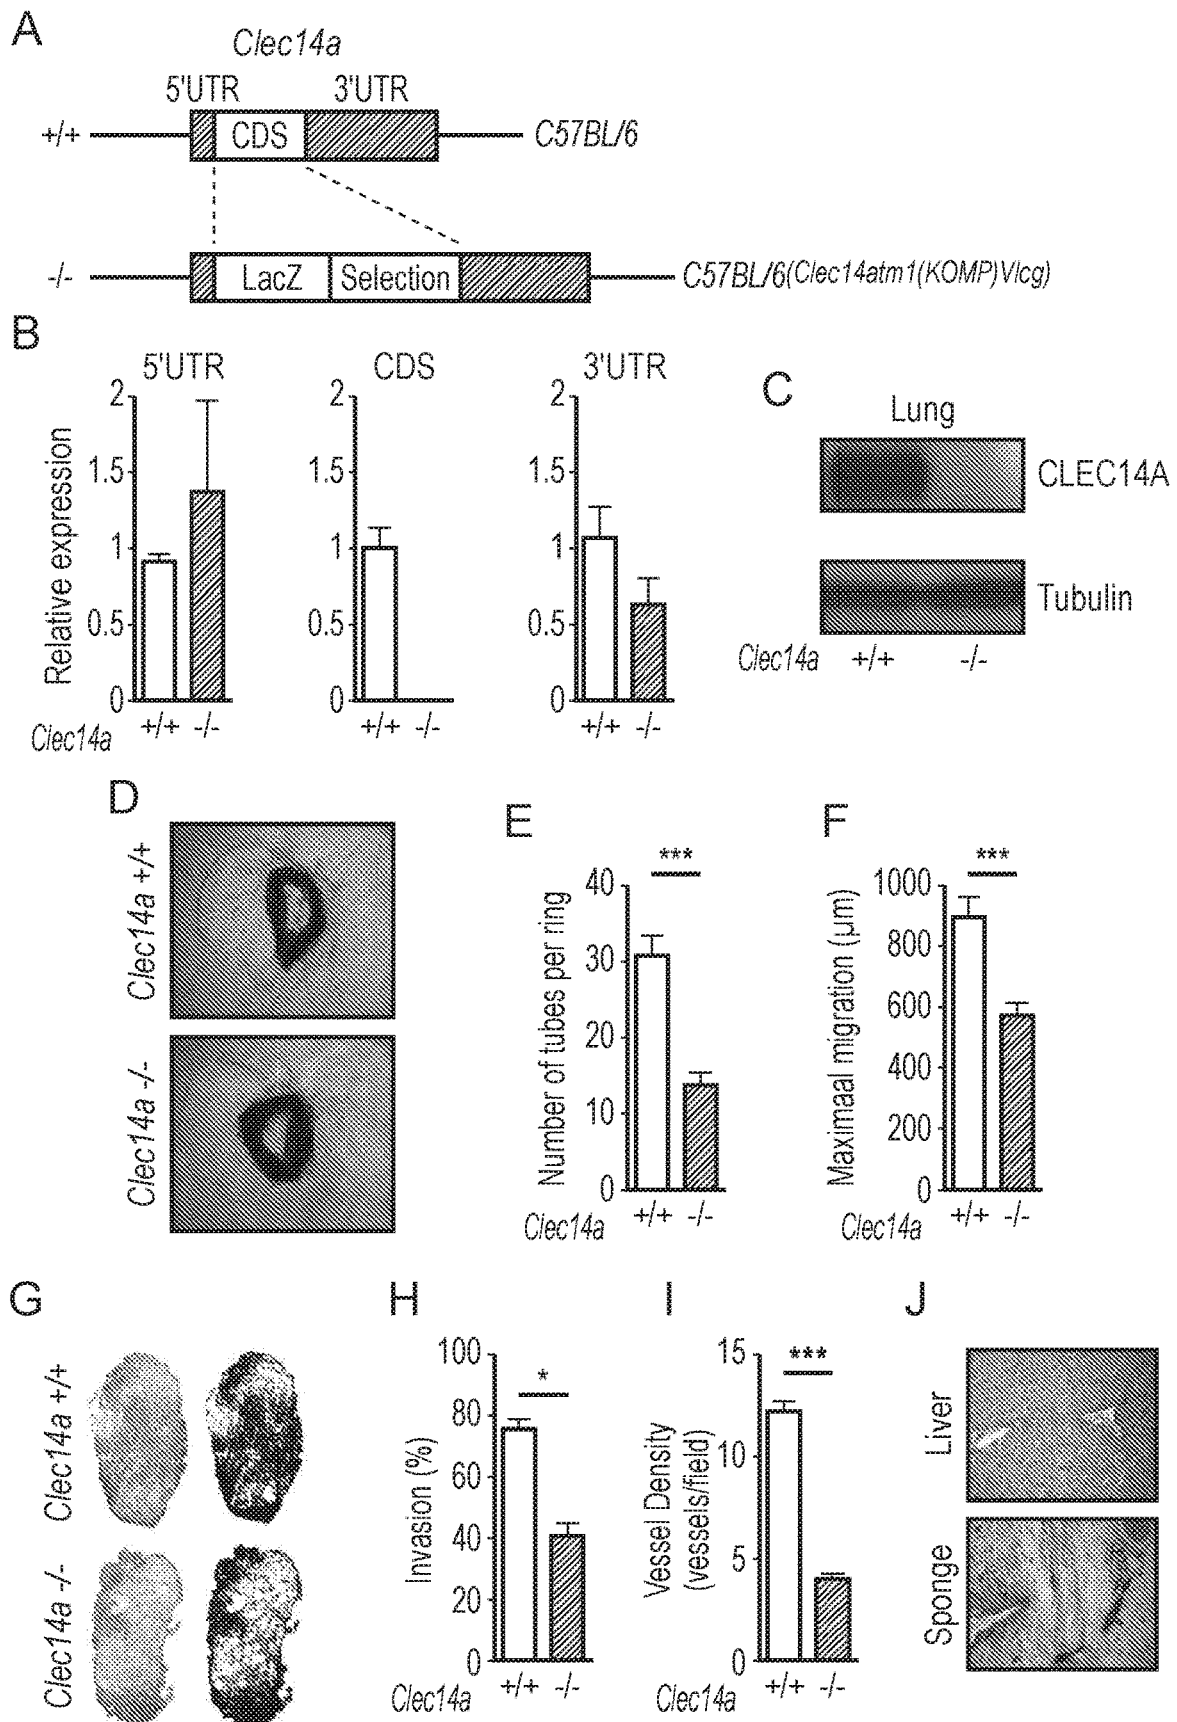 A
Clec14a
5'UTR 3'UTR
+/+ CDS C57BL/6
-/- LacZ Selection C57BL/6(Clec14atm1(KOMP)Vlcg)
B
5'UTR CDS 3'UTR
Relative expression
2 1.5 1 0.5 0
2 1.5 1 0.5 0
2 1.5 1 0.5 0
Clec14a +/+ -/- +/+ -/- +/+ -/-
C
Lung
CLEC14A
Tubulin
Clec14a +/+ -/-
D
Clec14a +/+
Clec14a -/-
E
***
Number of tubes per ring
40 30 20 10 0
Clec14a +/+ -/-
F
***
Maximaal migration (µm)
1000 800 600 400 200 0
Clec14a +/+ -/-
G
Clec14a +/+
Clec14a -/-
H
*
Invasion (%)
100 80 60 40 20 0
Clec14a +/+ -/-
I
***
Vessel Density
(vessels/field)
15 10 5 0
Clec14a +/+ -/-
J
Liver
Sponge